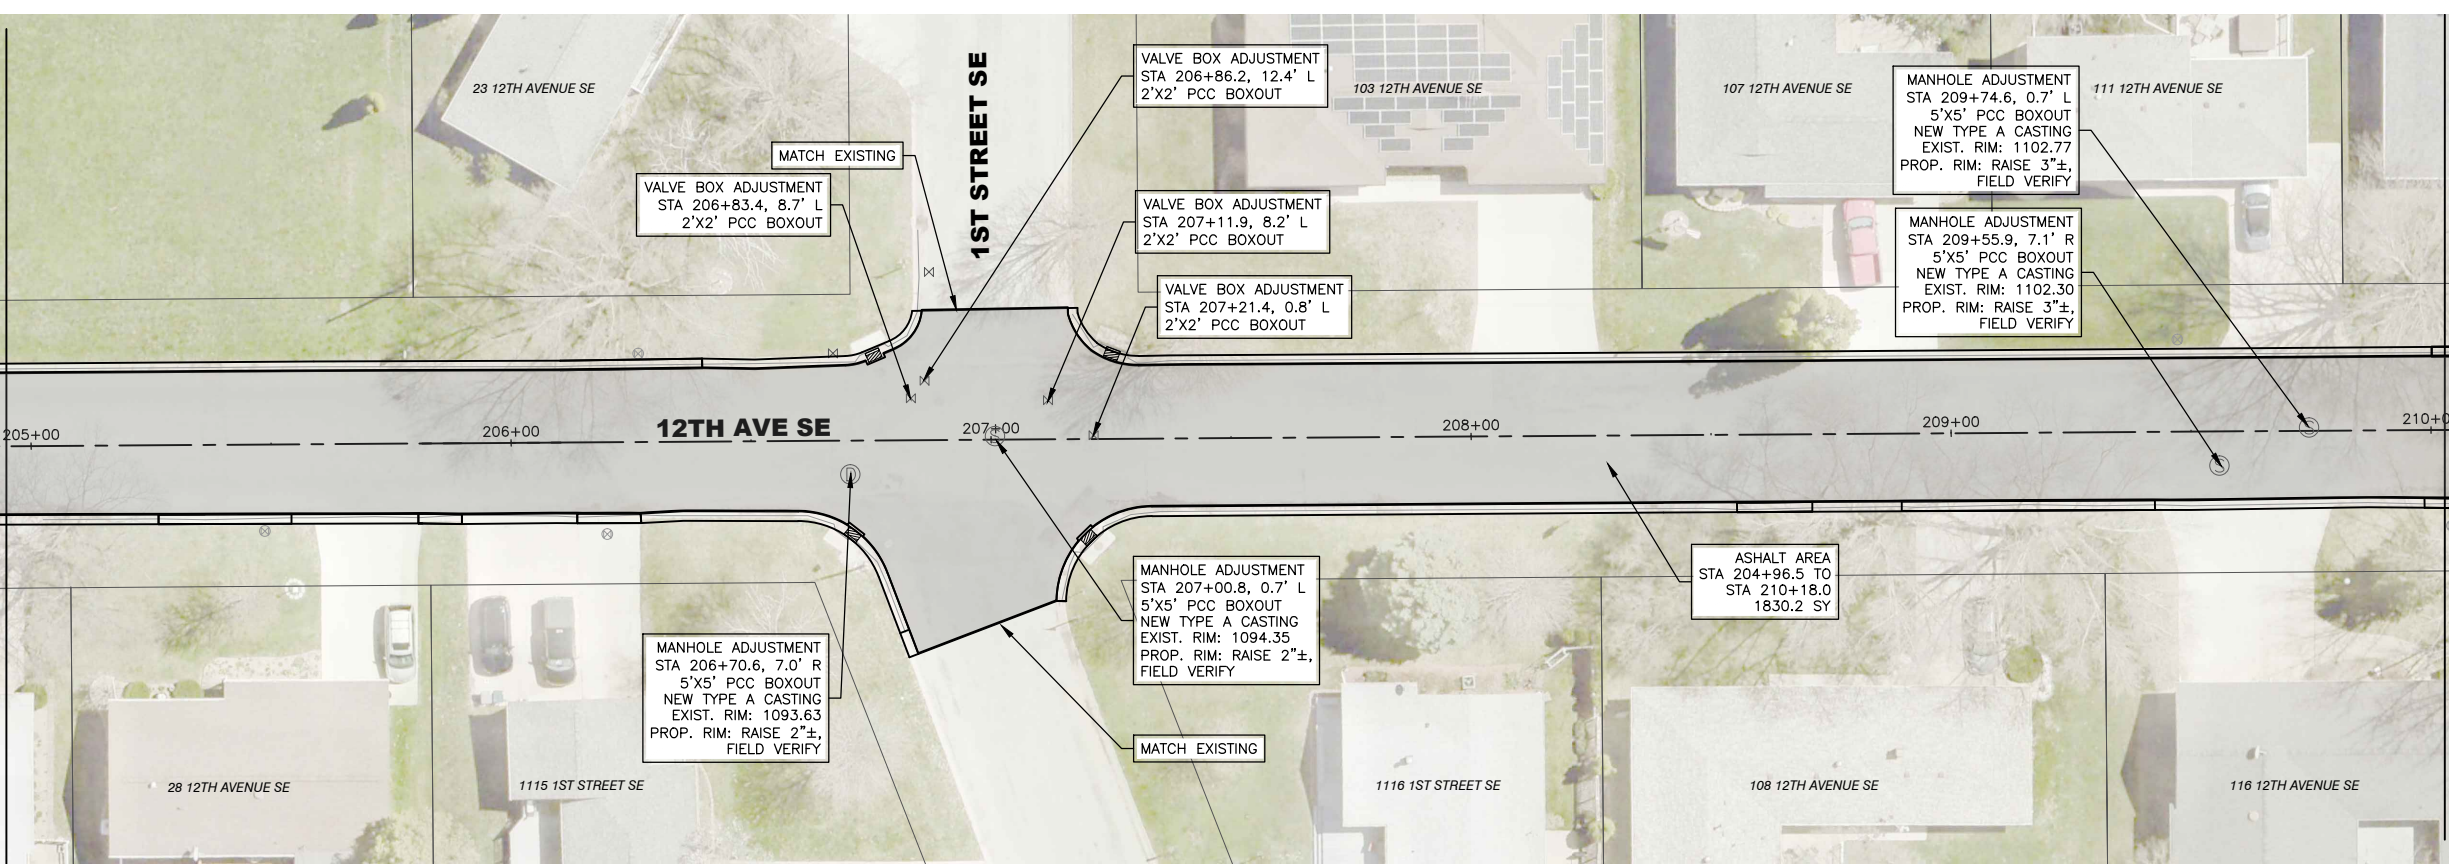 1ST STREET SE
VALVE BOX ADJUSTMENT
STA 206+86.2, 12.4' L
2'X2' PCC BOXOUT
23 12TH AVENUE SE
103 12TH AVENUE SE
107 12TH AVENUE SE
MANHOLE ADJUSTMENT
STA 209+74.6, 0.7' L
5'X5' PCC BOXOUT
NEW TYPE A CASTING
EXIST. RIM: 1102.77
PROP. RIM: RAISE 3"±,
FIELD VERIFY
111 12TH AVENUE SE
MATCH EXISTING
VALVE BOX ADJUSTMENT
STA 206+83.4, 8.7' L
2'X2' PCC BOXOUT
VALVE BOX ADJUSTMENT
STA 207+11.9, 8.2' L
2'X2' PCC BOXOUT
MANHOLE ADJUSTMENT
STA 209+55.9, 7.1' R
5'X5' PCC BOXOUT
NEW TYPE A CASTING
EXIST. RIM: 1102.30
PROP. RIM: RAISE 3"±,
FIELD VERIFY
VALVE BOX ADJUSTMENT
STA 207+21.4, 0.8' L
2'X2' PCC BOXOUT
205+00
206+00
12TH AVE SE
207+00
208+00
209+00
210+0
S
D
S
S
ASHALT AREA
STA 204+96.5 TO
STA 210+18.0
1830.2 SY
MANHOLE ADJUSTMENT
STA 207+00.8, 0.7' L
5'X5' PCC BOXOUT
NEW TYPE A CASTING
EXIST. RIM: 1094.35
PROP. RIM: RAISE 2"±,
FIELD VERIFY
MANHOLE ADJUSTMENT
STA 206+70.6, 7.0' R
5'X5' PCC BOXOUT
NEW TYPE A CASTING
EXIST. RIM: 1093.63
PROP. RIM: RAISE 2"±,
FIELD VERIFY
MATCH EXISTING
28 12TH AVENUE SE
1115 1ST STREET SE
1116 1ST STREET SE
108 12TH AVENUE SE
116 12TH AVENUE SE